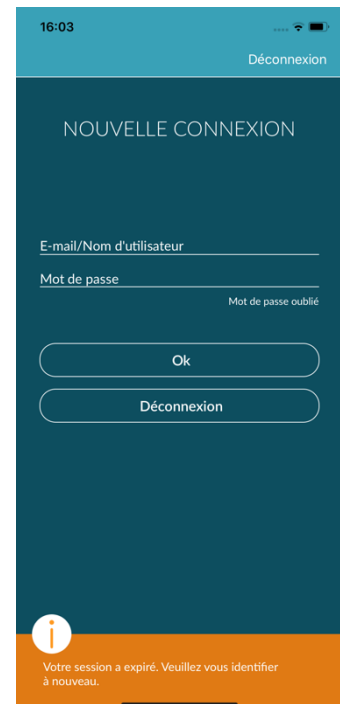 16:03
Déconnexion
NOUVELLE CONNEXION
E-mail/Nom d'utilisateur
Mot de passe
Mot de passe oublié
Ok
Déconnexion
i
Votre session a expiré. Veuillez vous identifier
à nouveau.